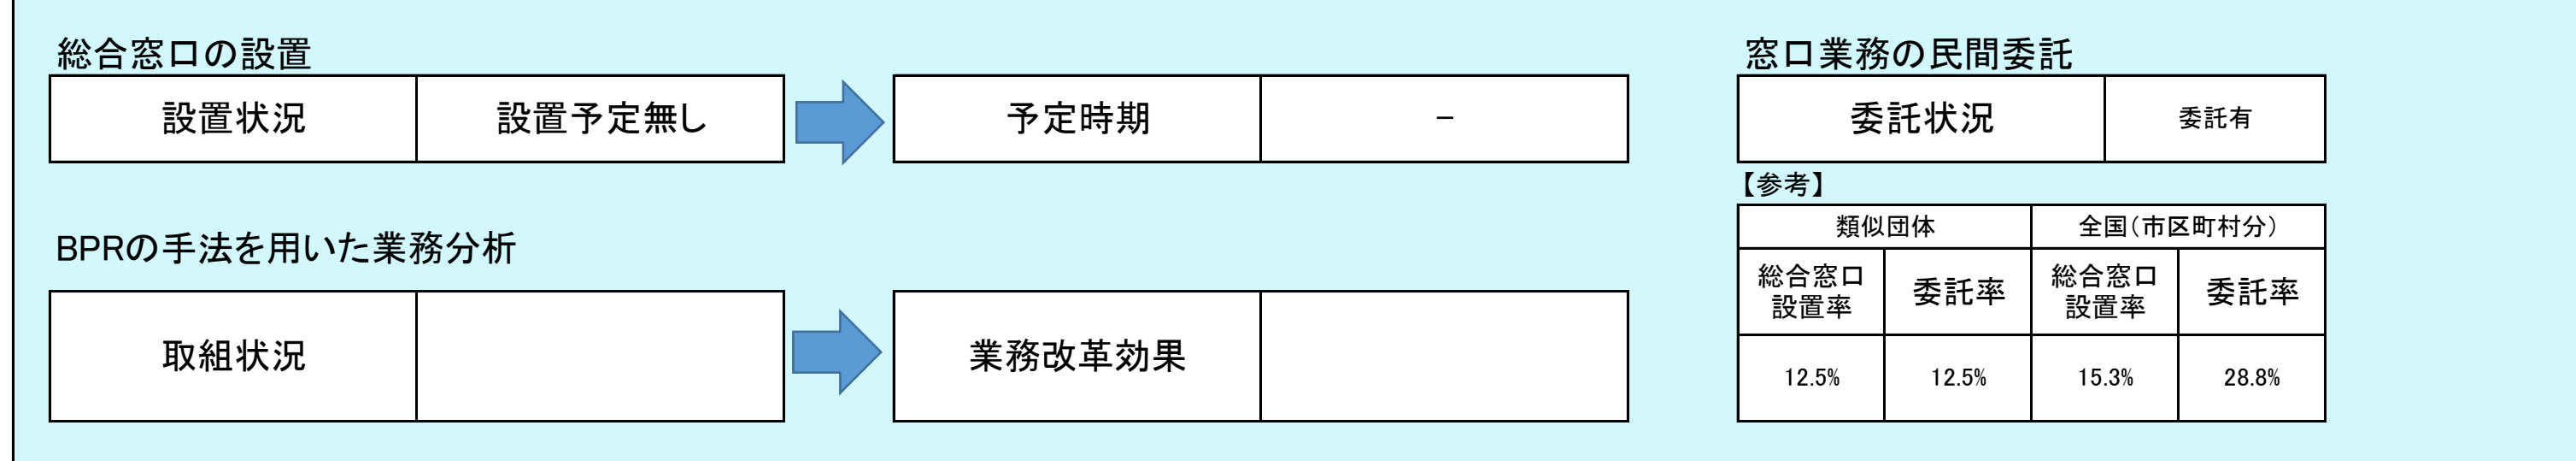 総合窓口の設置
設置状況 設置予定無し 予定時期 −
BPRの手法を用いた業務分析
取組状況 業務改革効果
窓口業務の民間委託
委託状況 委託有
【参考】
類似団体 全国(市区町村分)
総合窓口
設置率
委託率
総合窓口
設置率
委託率
12.5% 12.5% 15.3% 28.8%